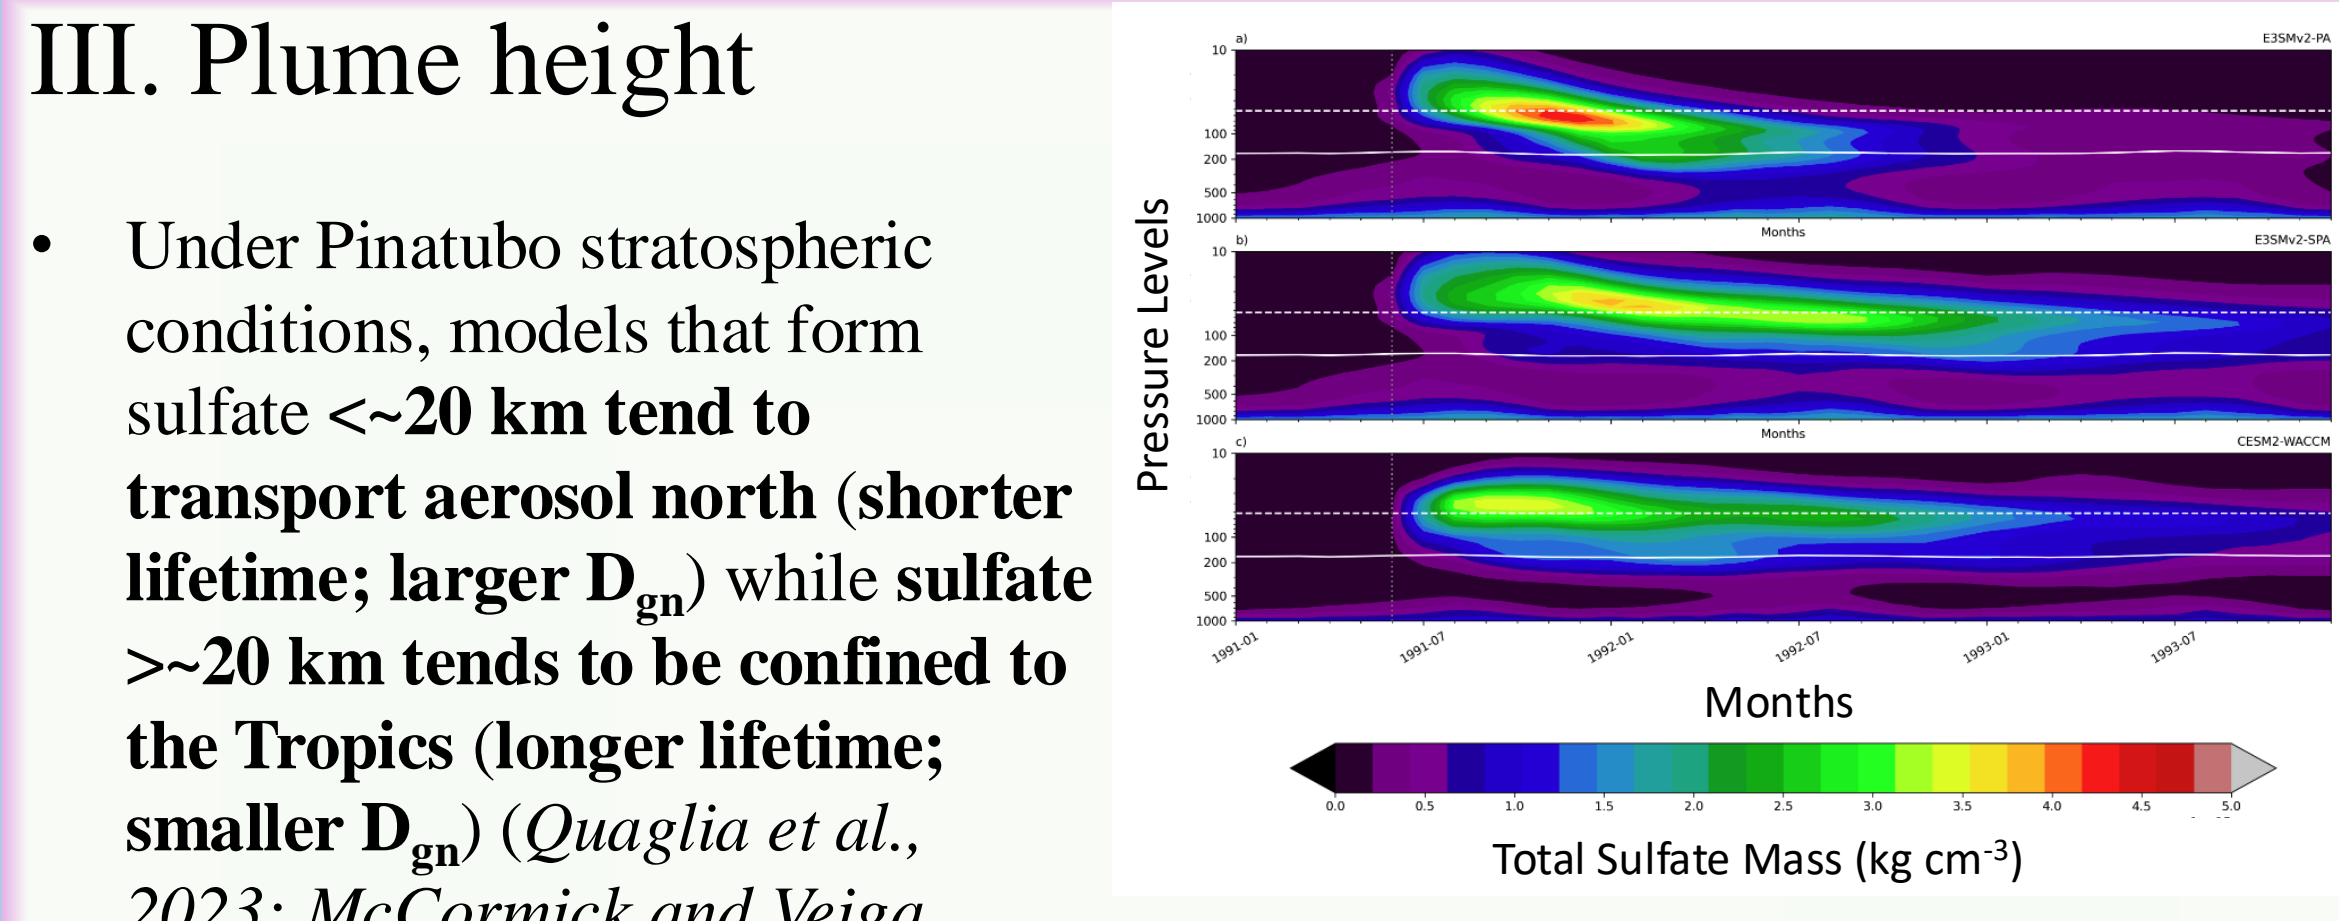 III. Plume height
• Under Pinatubo stratospheric
conditions, models that form
sulfate <~20 km tend to
transport aerosol north (shorter
lifetime; larger Dgn) while sulfate
>~20 km tends to be confined to
the Tropics (longer lifetime;
smaller Dgn) (Quaglia et al.,
2023; McCormick and Veiga
Pressure Levels
a)
E3SMv2-PA
10
100
200
500
1000
Months
b)
E3SMv2-SPA
10
100
200
500
1000
Months
c)
CESM2-WACCM
10
100
200
500
1000
1991-01 1991-07 1992-01 1992-07 1993-01 1993-07
Months
0.0 0.5 1.0 1.5 2.0 2.5 3.0 3.5 4.0 4.5 5.0
Total Sulfate Mass (kg cm-3)